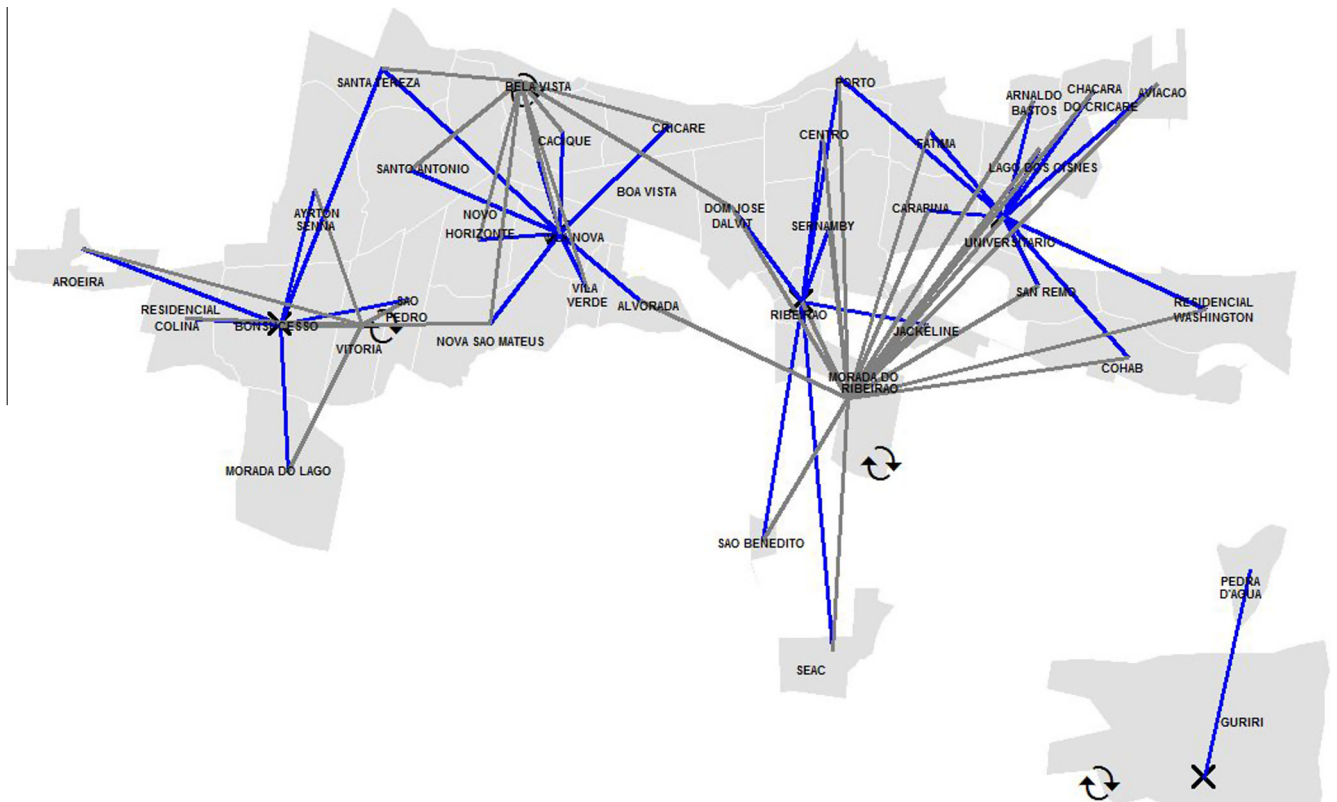 SANTA TEREZA
BELA VISTA
PORTO
ARNALDO
BASTOS
CHACARA
DO CRICARE
AVIACAO
CRICARE
CENTRO
CACIQUE
FATIMA
SANTO ANTONIO
LAGO DOS CISNES
BOA VISTA
AYRTON
SENNA
NOVO
HORIZONTE
DOM JOSE
DALVIT
SERNAMBY
CARAPINA
NOVA
UNIVERSITARIO
AROEIRA
VILA
VERDE
ALVORADA
SAN REMO
RESIDENCIAL
WASHINGTON
RESIDENCIAL
COLINA
BONSUCESSO
SAO
PEDRO
VITORIA
NOVA SAO MATEUS
RIBEIRAO
JACKELINE
MORADA DO
RIBEIRAO
COHAB
MORADA DO LAGO
SAO BENEDITO
PEDRA
D'AGUA
SEAC
GURIRI